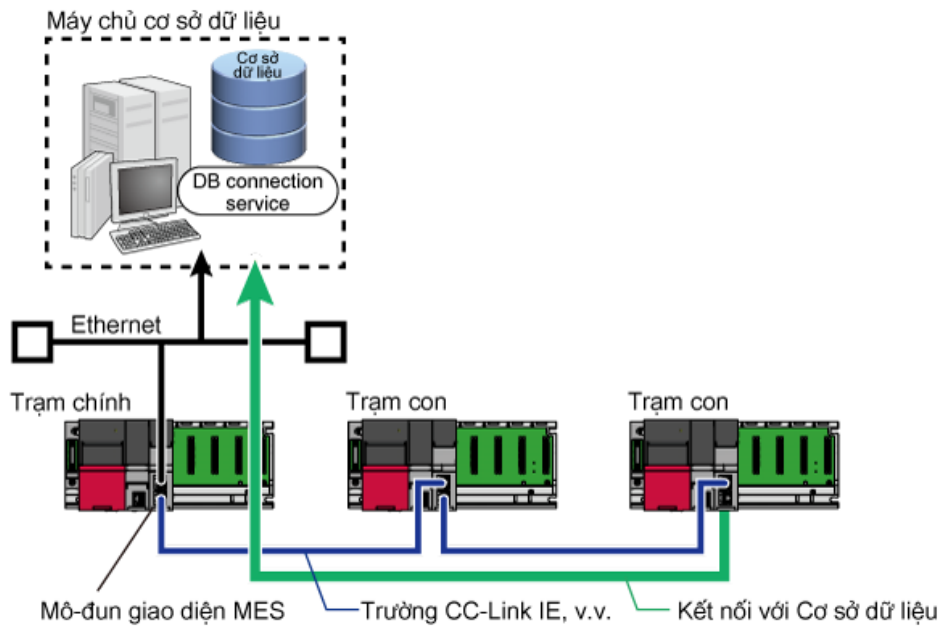 Máy chủ cơ sở dữ liệu
Cơ sở
dữ liệu
DB connection
service
Ethernet
Trạm chính
Trạm con
Trạm con
Mô-đun giao diện MES
Trường CC-Link IE, v.v.
Kết nối với Cơ sở dữ liệu